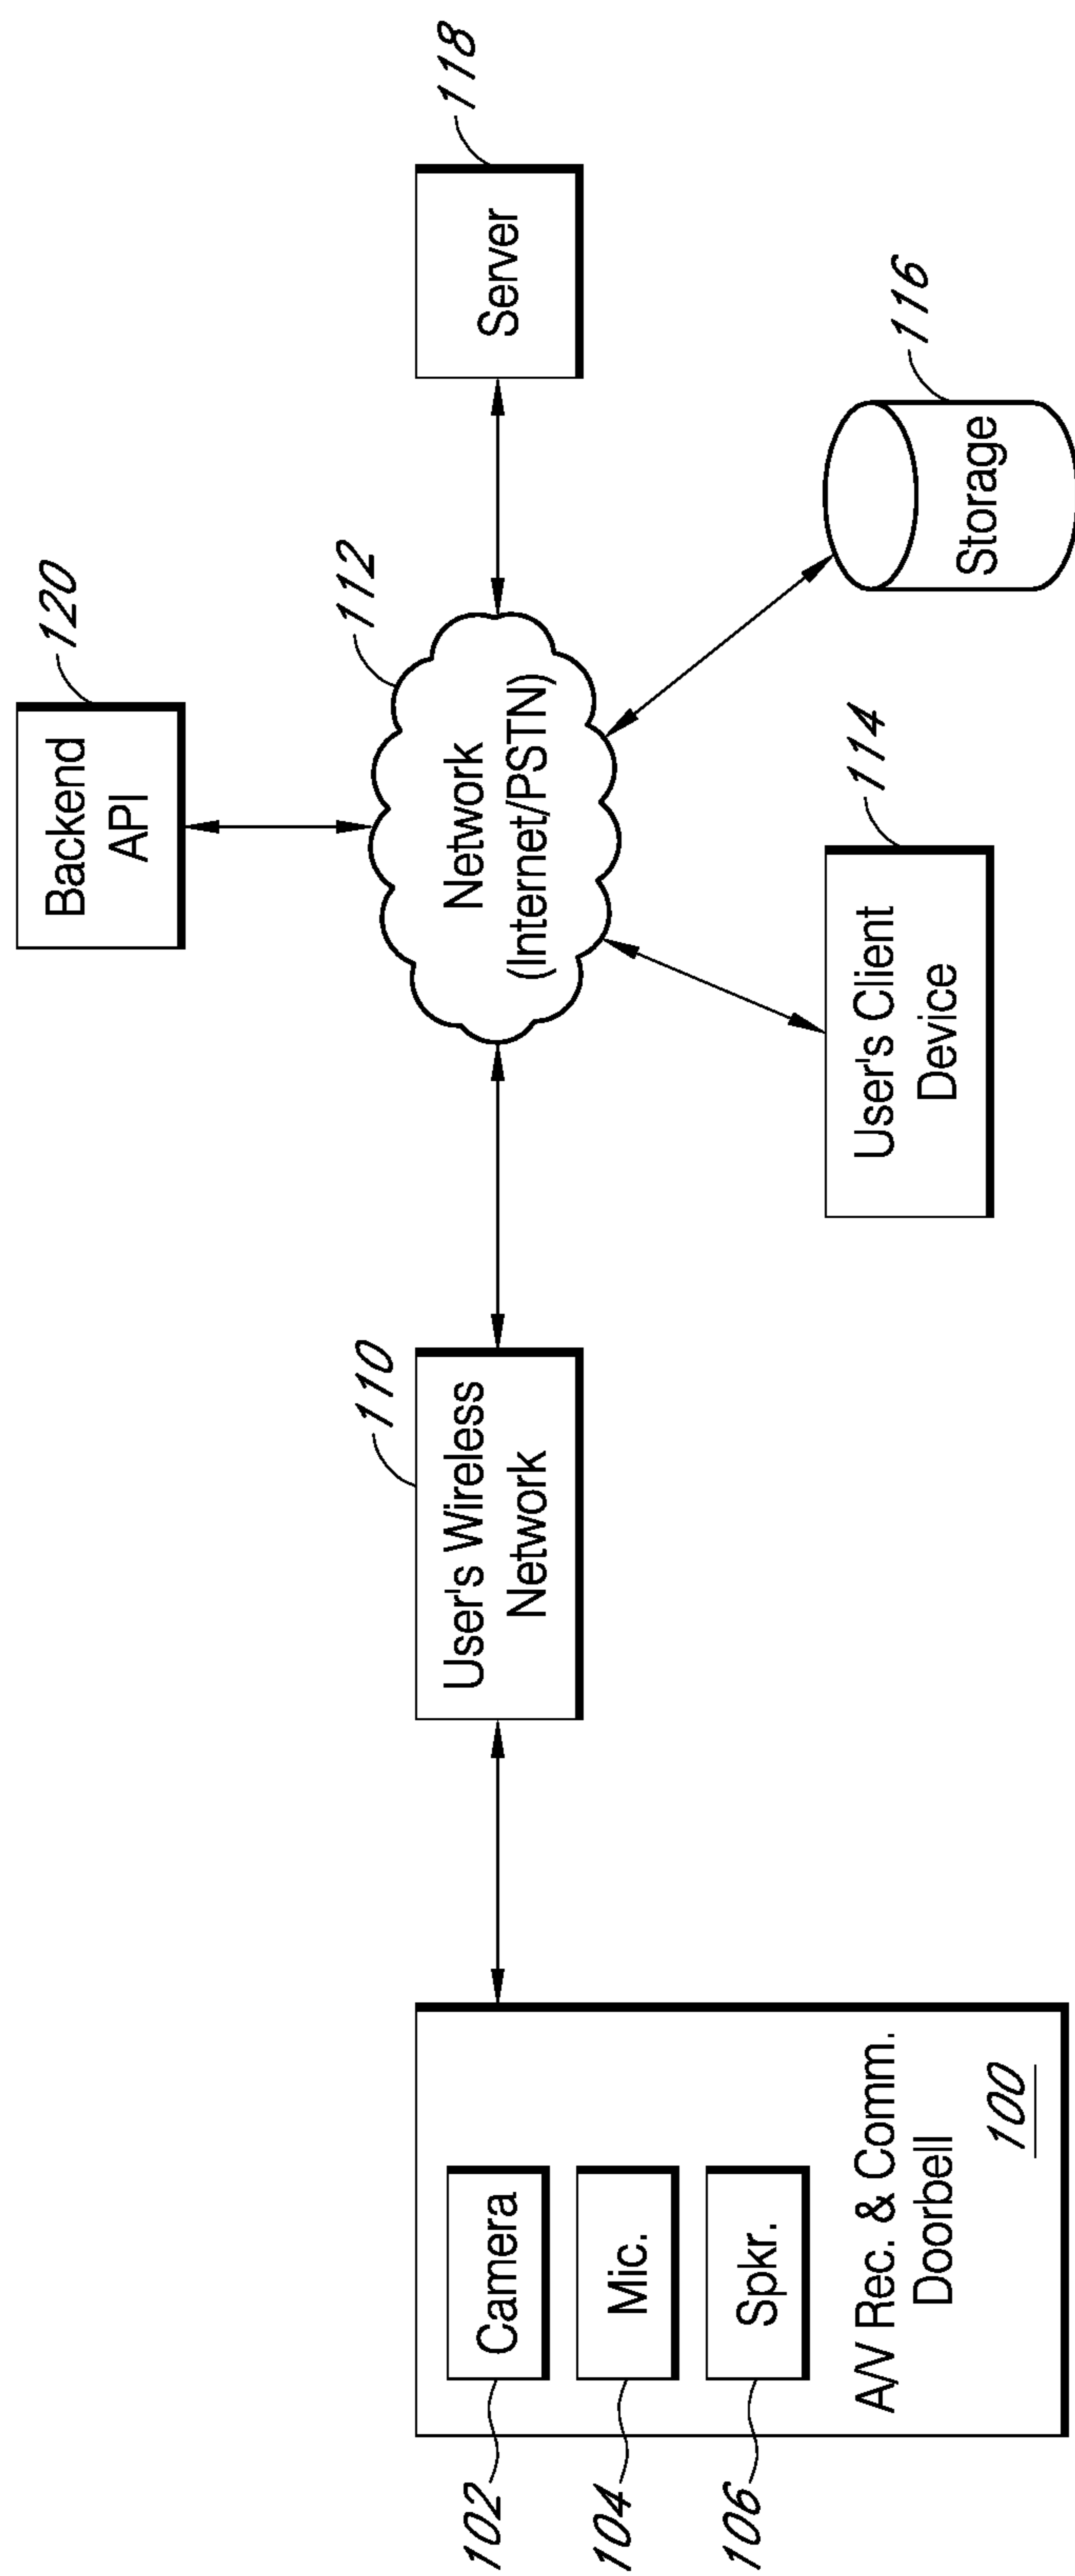 120
Backend
API
112
Network
(Internet/PSTN)
118
Server
110
User's Wireless
Network
116
Storage
114
User's Client
Device
102
Camera
104
Mic.
106
Spkr.
A/V Rec. & Comm.
Doorbell
100